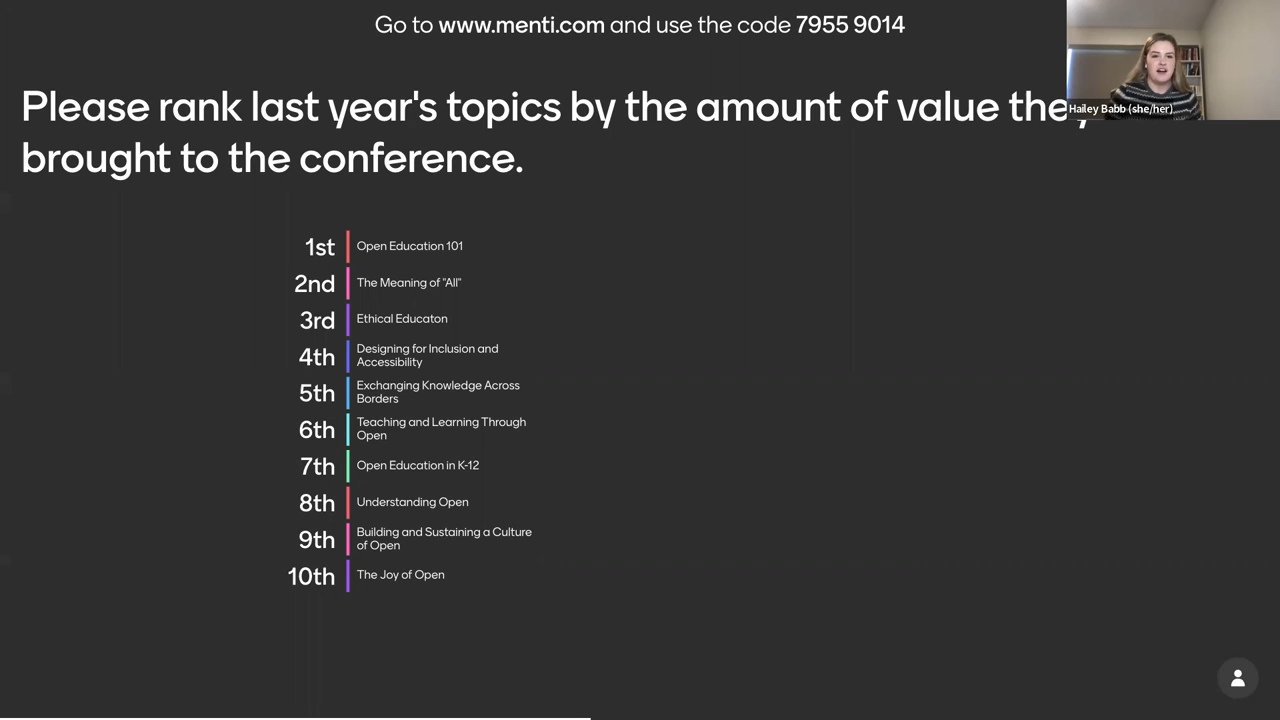 Go to www.menti.com and use the code 7955 9014
Please rank last year's topics by the amount of value they
brought to the conference.
Hailey Babb (she/her)
1st Open Education 101
2nd The Meaning of "All"
3rd Ethical Educaton
4th Designing for Inclusion and
Accessibility
5th Exchanging Knowledge Across
Borders
6th Teaching and Learning Through
Open
7th Open Education in K-12
8th Understanding Open
9th Building and Sustaining a Culture
of Open
10th The Joy of Open